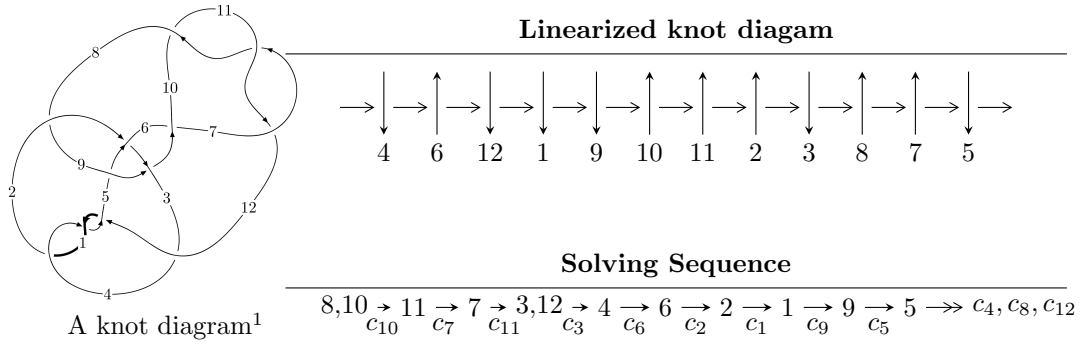 11
8
10
6
7
9
2
5
3
12
1
4
A knot diagram¹
Linearized knot diagam
4 6 12 1 9 10 11 2 3 8 7 5
Solving Sequence
8,10 → 11 → 7 → 3,12 → 4 → 6 → 2 → 1 → 9 → 5 ↠ c₄, c₈, c₁₂
c₁₀ c₇ c₁₁ c₃ c₆ c₂ c₁ c₉ c₅